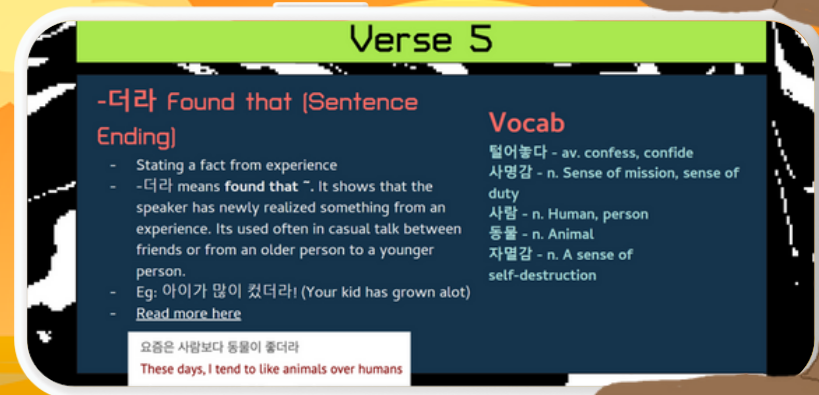 Verse 5
-더라 Found that (Sentence
Ending)
- Stating a fact from experience
- -더라 means found that ~. It shows that the
speaker has newly realized something from an
experience. Its used often in casual talk between
friends or from an older person to a younger
person.
- Eg: 아이가 많이 컸더라! (Your kid has grown alot)
- Read more here
요즘은 사람보다 동물이 좋더라
These days, I tend to like animals over humans
Vocab
털어놓다 - av. confess, confide
사명감 - n. Sense of mission, sense of
duty
사람 - n. Human, person
동물 - n. Animal
자멸감 - n. A sense of
self-destruction